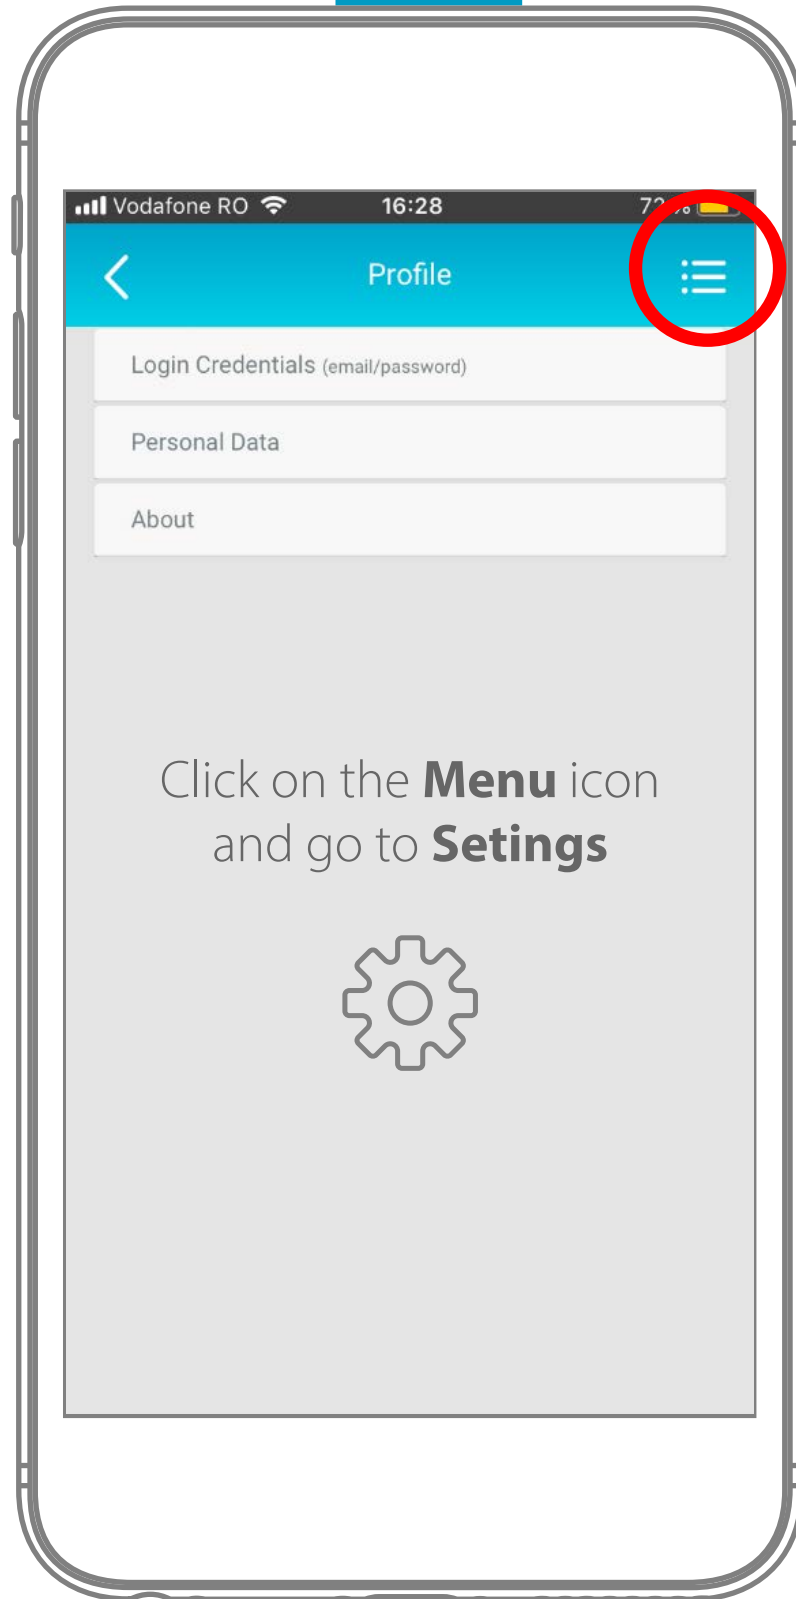 Vodafone RO 16:28
Profile
Login Credentials (email/password)
Personal Data
About
Click on the Menu icon
and go to Setings